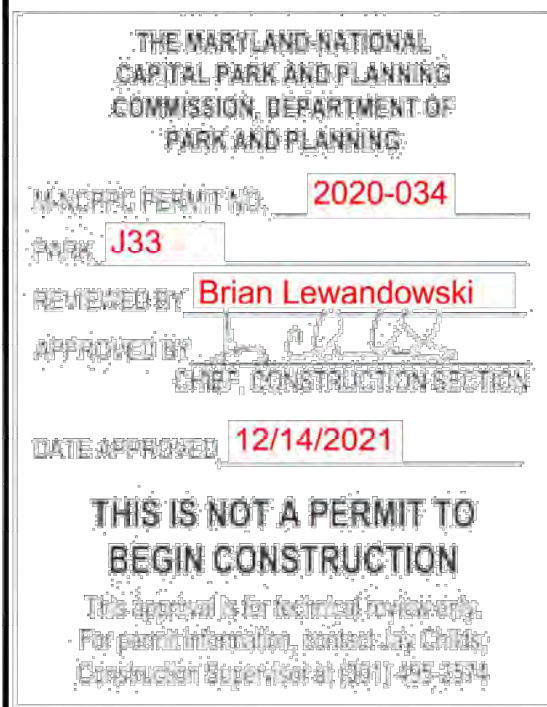 THE MARYLAND-NATIONAL
CAPITAL PARK AND PLANNING
COMMISSION, DEPARTMENT OF
PARK AND PLANNING
M-NCPPC PERMIT NO. 2020-034
PARK J33
REVIEWED BY Brian Lewandowski
APPROVED BY
CHIEF, CONSTRUCTION SECTION
DATE APPROVED 12/14/2021
THIS IS NOT A PERMIT TO
BEGIN CONSTRUCTION
This approval is for technical review only.
For permit information, contact Jay Childs,
Construction Supervisor at (301) 495-